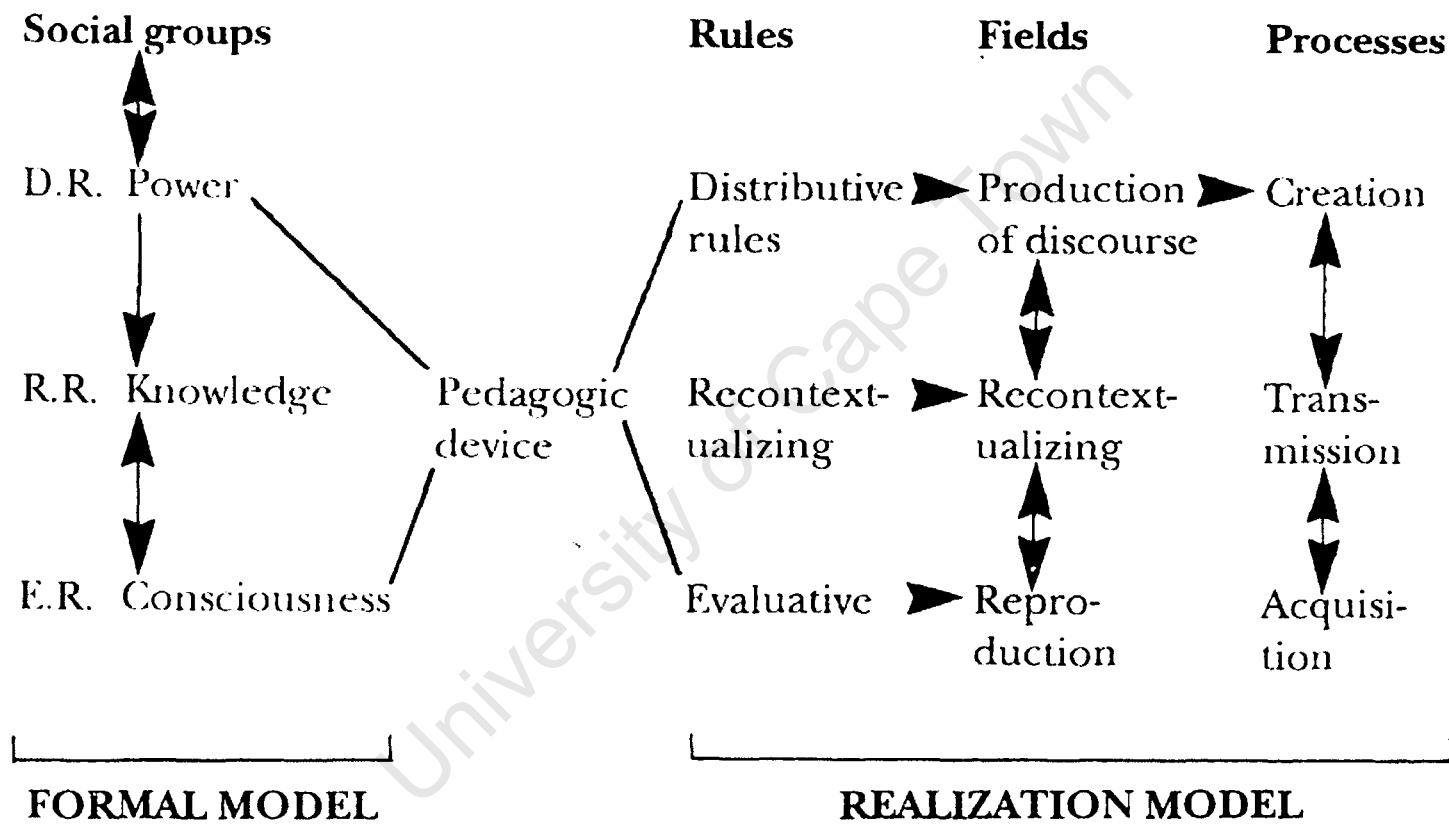 Social groups
Rules Fields Processes
D.R. Power
Distributive rules
Production of discourse
Creation
R.R. Knowledge
Pedagogic device
Recontext-
ualizing
Recontext-
ualizing
Trans-
mission
E.R. Consciousness
Evaluative
Repro-
duction
Acquisi-
tion
FORMAL MODEL
REALIZATION MODEL
University of Cape Town